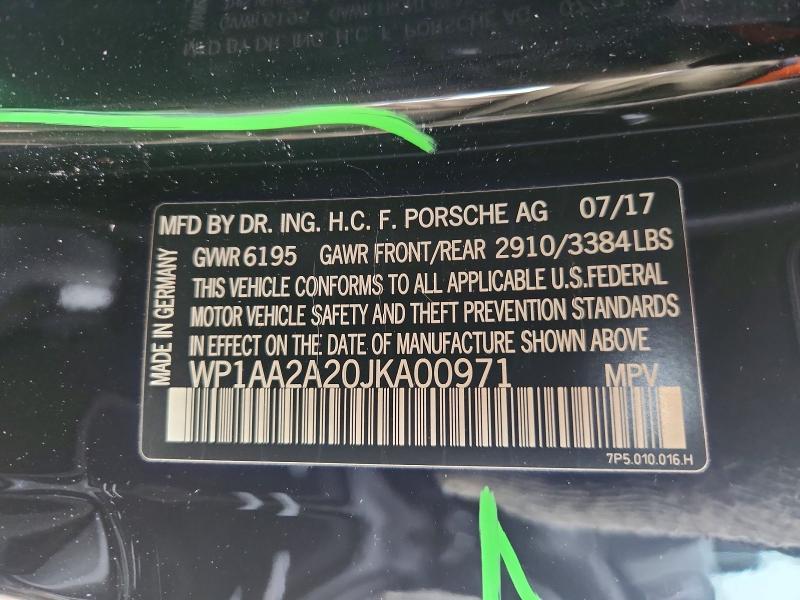 MFD BY DR. ING. H.C. F. PORSCHE AG 07/17
GVWR 6195 GAWR FRONT/REAR 2910/3384 LBS
THIS VEHICLE CONFORMS TO ALL APPLICABLE U.S.FEDERAL
MOTOR VEHICLE SAFETY AND THEFT PREVENTION STANDARDS
IN EFFECT ON THE DATE OF MANUFACTURE SHOWN ABOVE
WP1AA2A20JKA00971 MPV
7P5.010.016.H
MADE IN GERMANY